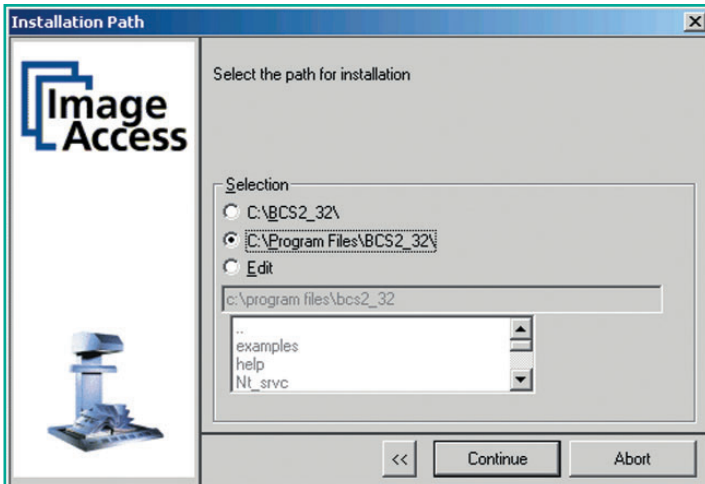 Installation Path
Image
Access
Select the path for installation
Selection
C:\BCS2_32\
C:\Program Files\BCS2_32\
Edit
c:\program files\bcs2_32
..
examples
help
Nt_srvc
<<
Continue
Abort